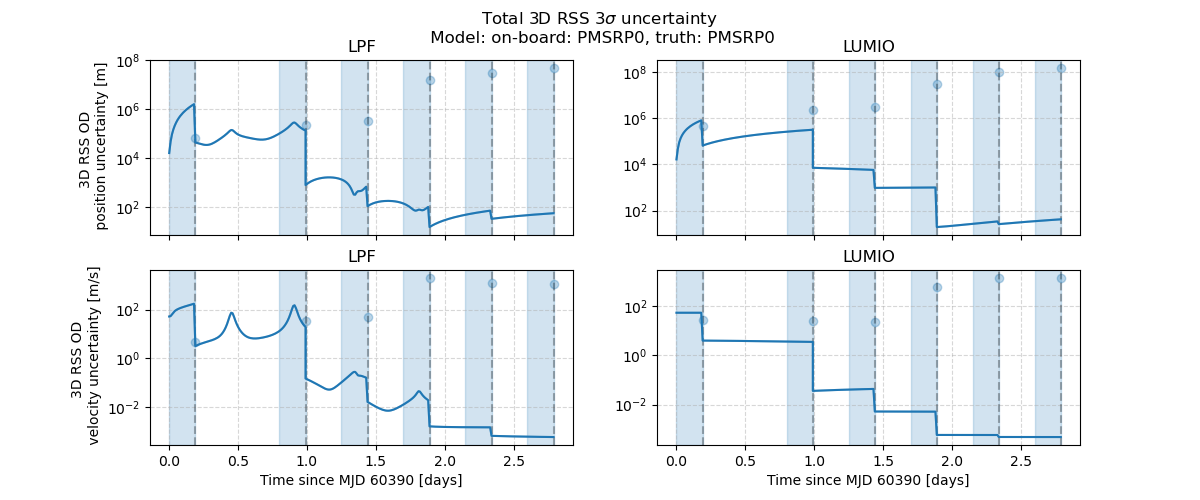 Total 3D RSS 3σ uncertainty
Model: on-board: PMSRP0, truth: PMSRP0
LPF
LUMIO
3D RSS OD
position uncertainty [m]
10^8
10^6
10^4
10^2
10^8
10^6
10^4
10^2
LPF
LUMIO
3D RSS OD
velocity uncertainty [m/s]
10^2
10^0
10^−2
10^2
10^0
10^−2
0.0 0.5 1.0 1.5 2.0 2.5
0.0 0.5 1.0 1.5 2.0 2.5
Time since MJD 60390 [days]
Time since MJD 60390 [days]